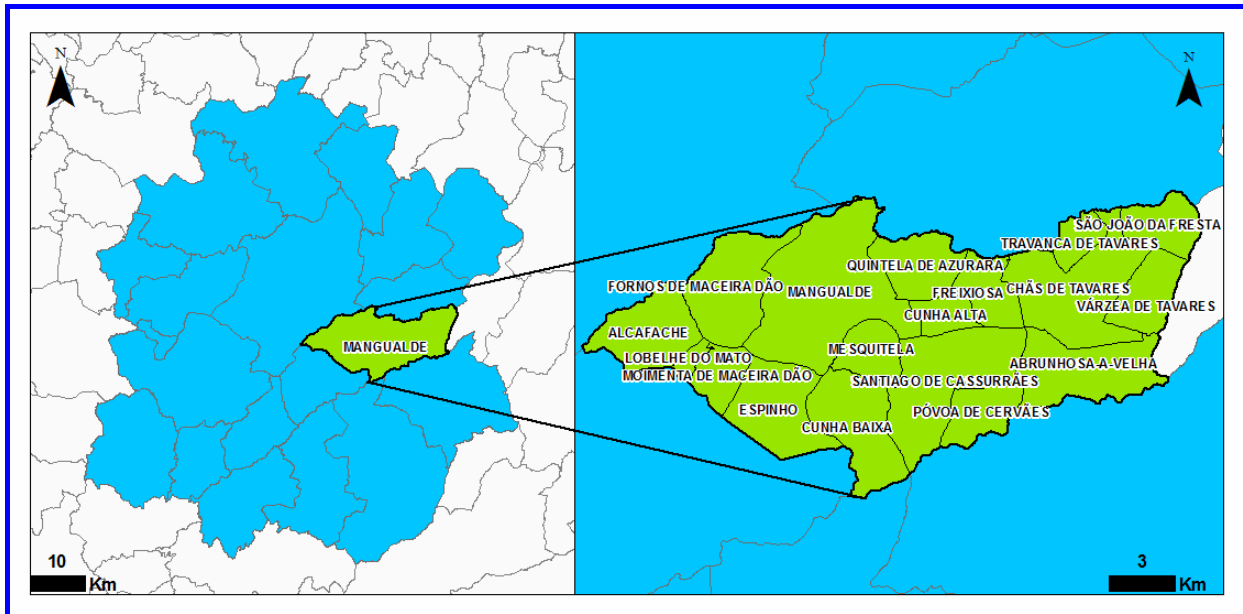 N
MANGUALDE
10
Km
N
SÃO JOÃO DA FRESTA
TRAVANCA DE TAVARES
QUINTELA DE AZURARA
FORNOS DE MACEIRA DÃO
MANGUALDE
FREIXIOSA
CHÃS DE TAVARES
VÁRZEA DE TAVARES
CUNHA ALTA
ALCAFACHE
MESQUITELA
LOBELHE DO MATO
ABRUNHOSA-A-VELHA
MOIMENTA DE MACEIRA DÃO
SANTIAGO DE CASSURRÃES
ESPINHO
PÓVOA DE CERVÃES
CUNHA BAIXA
3
Km